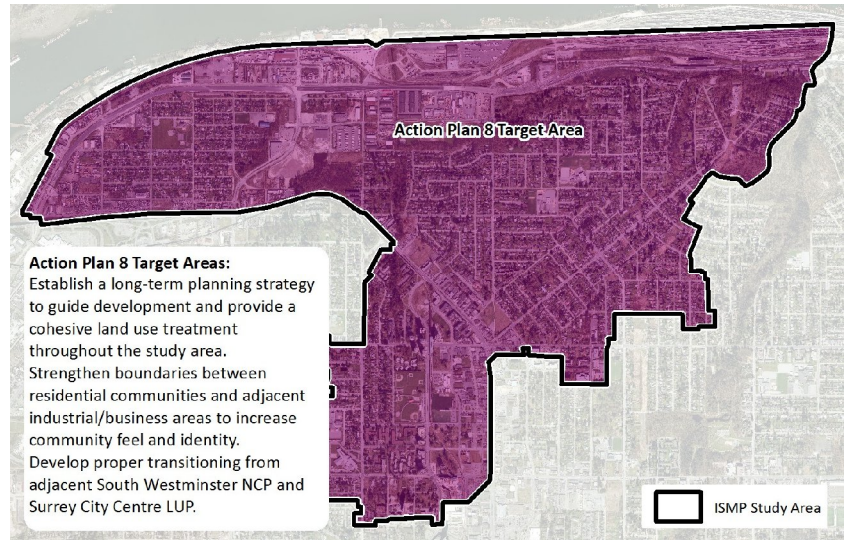 Action Plan 8 Target Area
Action Plan 8 Target Areas:
Establish a long-term planning strategy
to guide development and provide a
cohesive land use treatment
throughout the study area.
Strengthen boundaries between
residential communities and adjacent
industrial/business areas to increase
community feel and identity.
Develop proper transitioning from
adjacent South Westminster NCP and
Surrey City Centre LUP.
ISMP Study Area